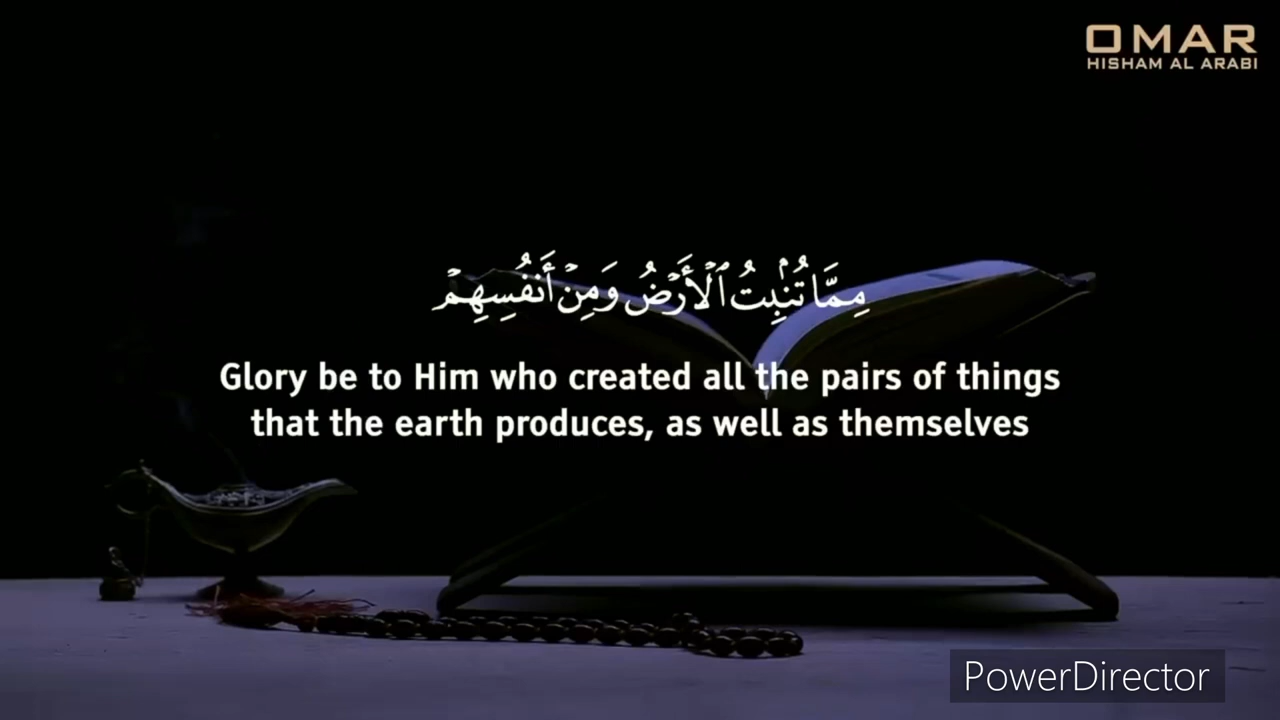 OMAR
HISHAM AL ARABI
مِمَّا تُنۢبِتُ ٱلْأَرْضُ وَمِنْ أَنفُسِهِمْ
Glory be to Him who created all the pairs of things
that the earth produces, as well as themselves
PowerDirector